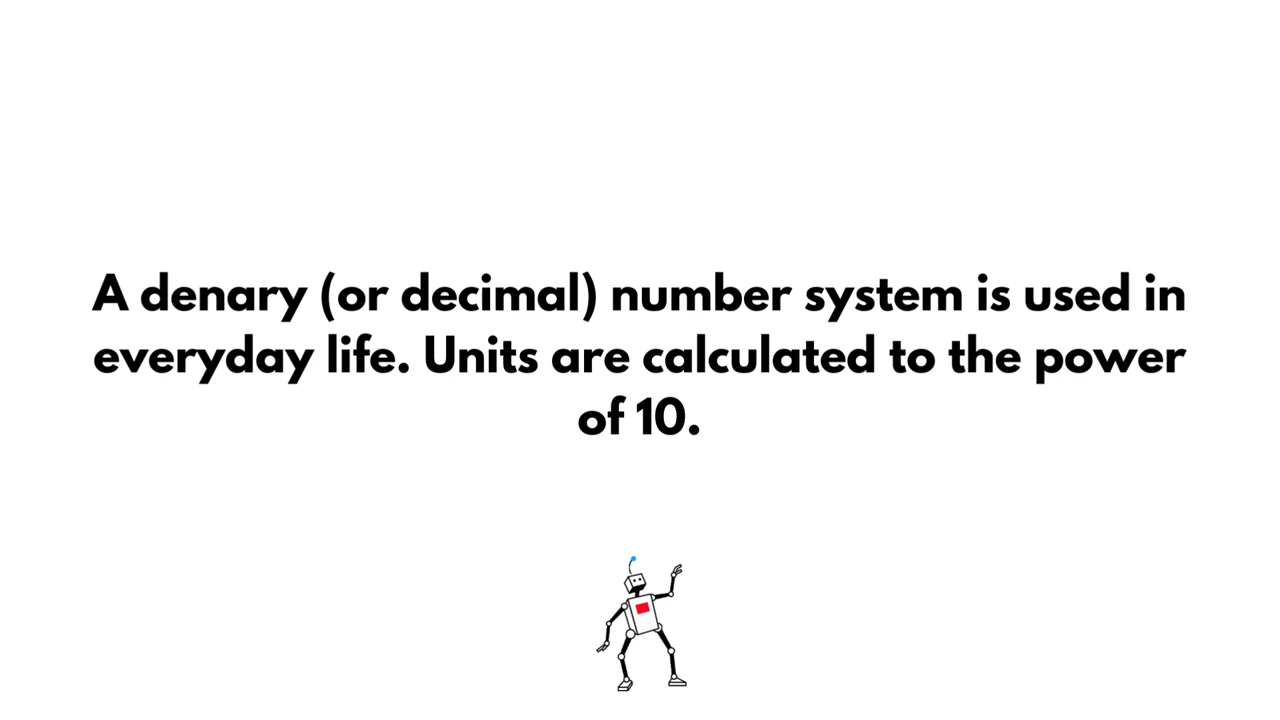 A denary (or decimal) number system is used in
everyday life. Units are calculated to the power
of 10.